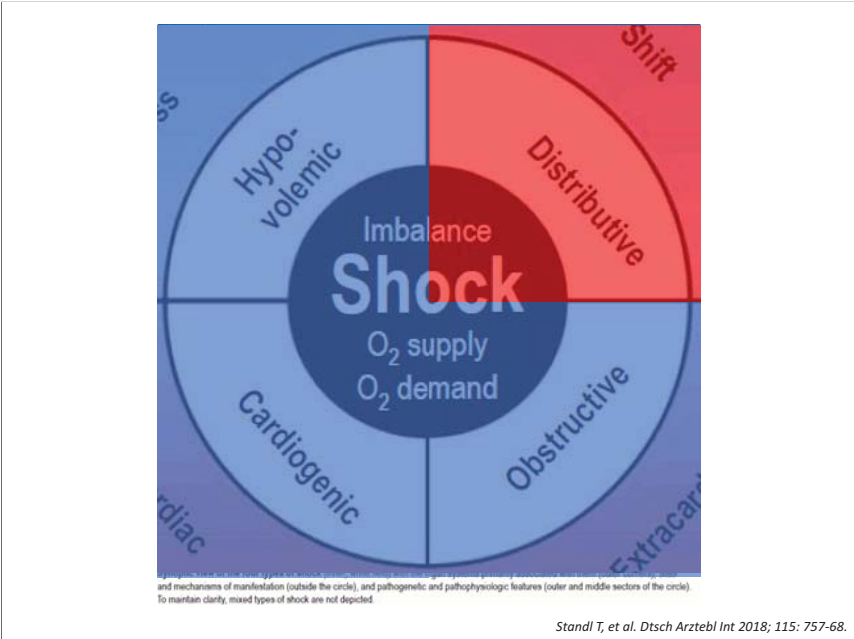 ss
Shift
Hypo-
volemic
Distributive
Imbalance
Shock
O₂ supply
O₂ demand
Cardiogenic
Obstructive
rdiac
Extracard
and mechanisms of manifestation (outside the circle), and pathogenetic and pathophysiologic features (outer and middle sectors of the circle).
To maintain clarity, mixed types of shock are not depicted.
Standl T, et al. Dtsch Arztebl Int 2018; 115: 757-68.